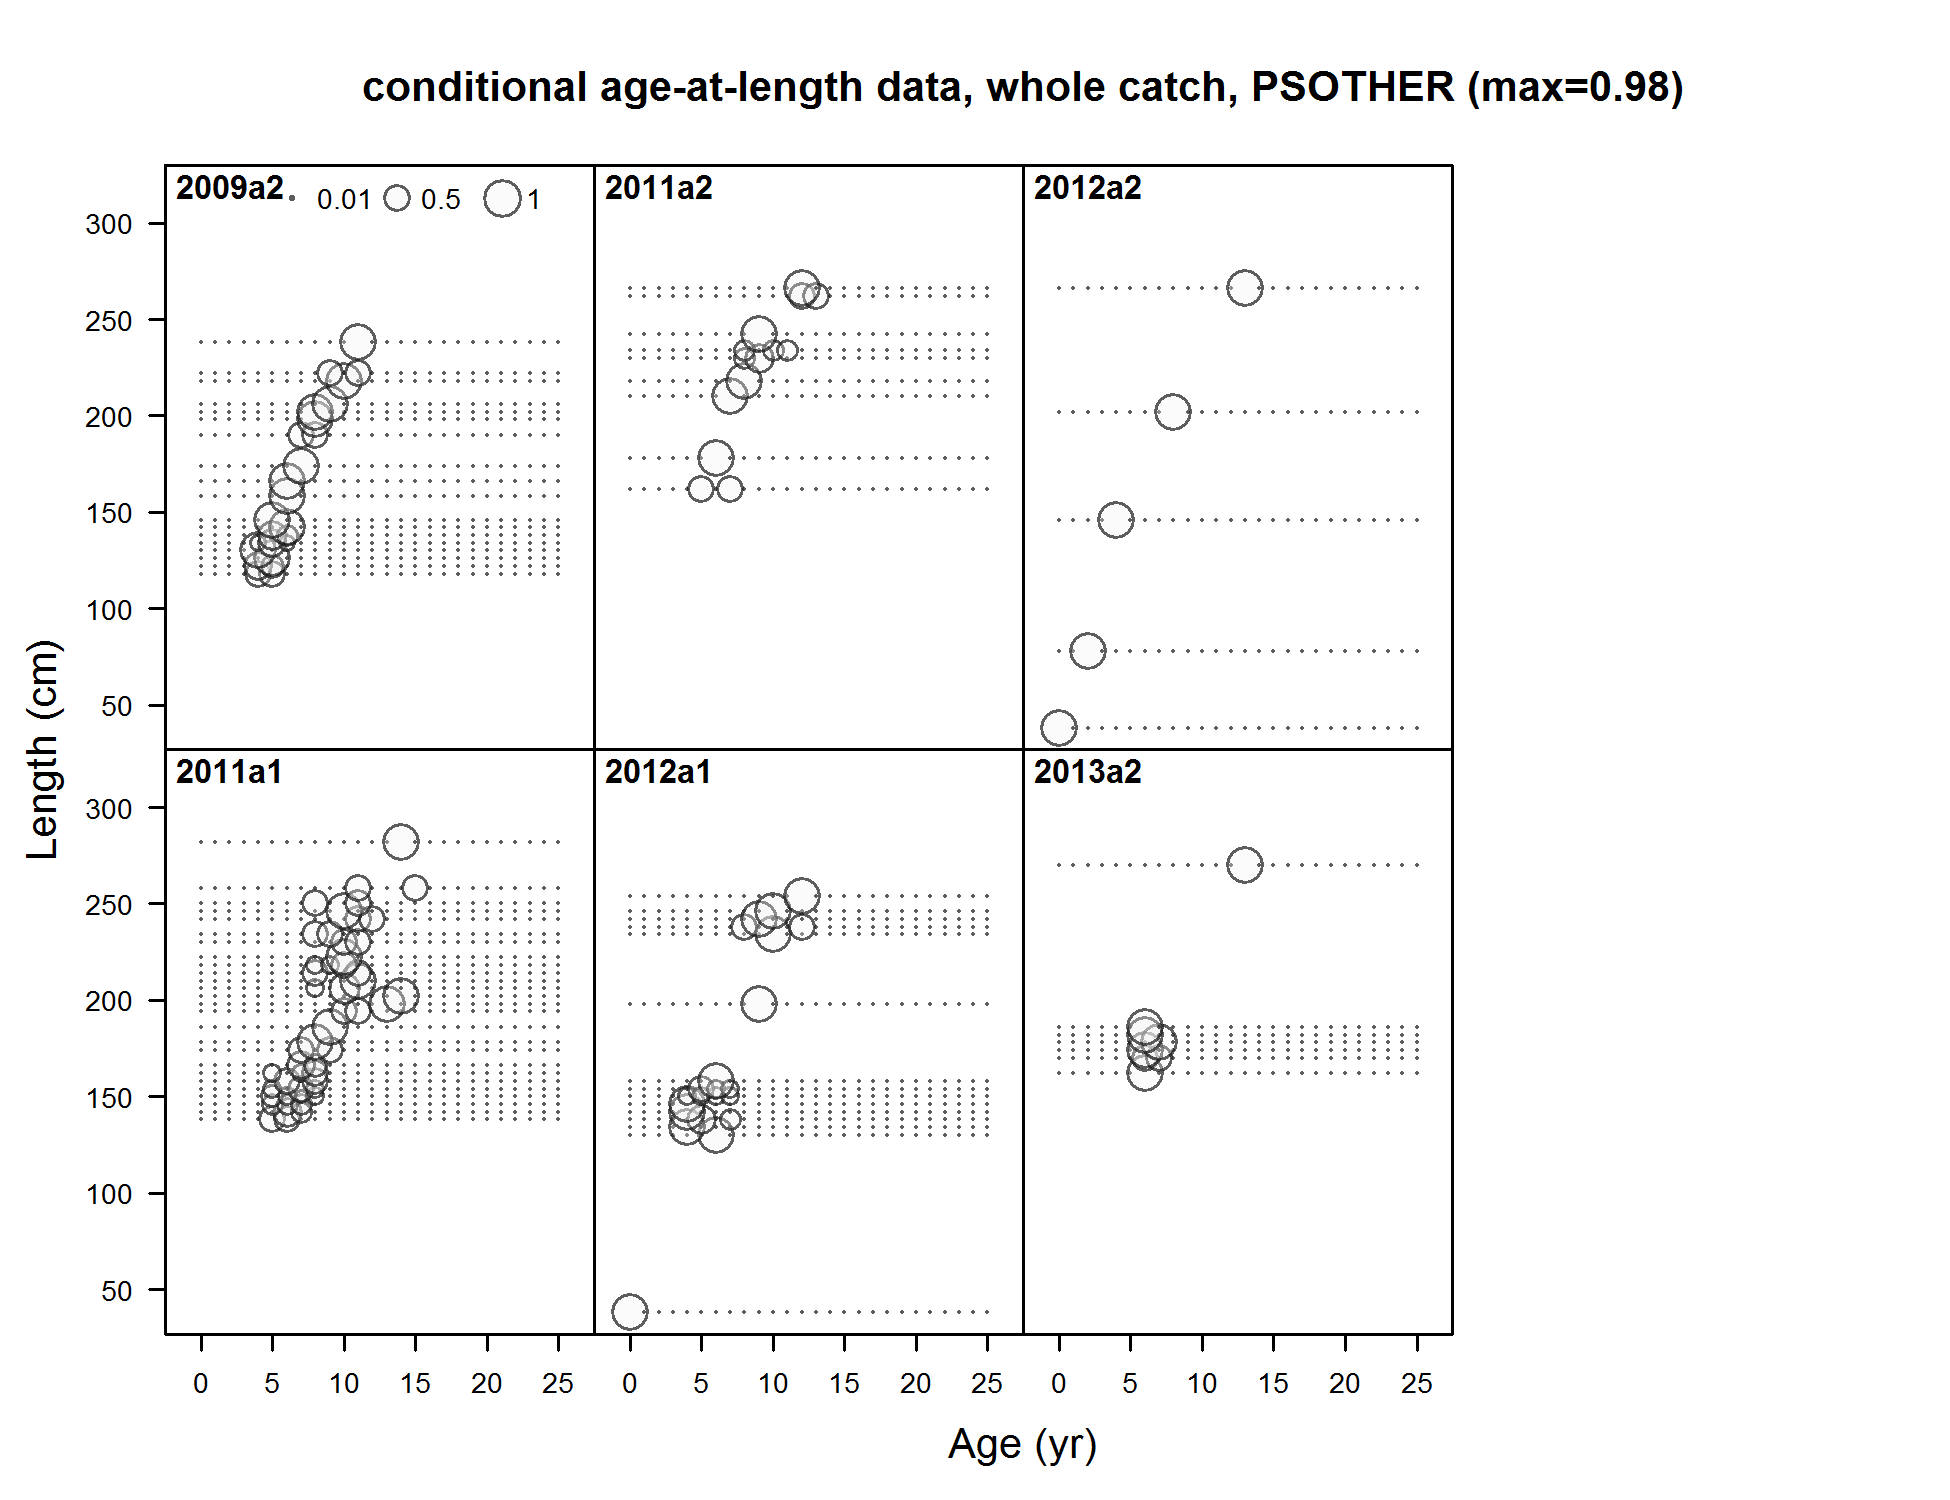 conditional age-at-length data, whole catch, PSOTHER (max=0.98)
2009a2 0.01 0.5 1
2011a2
2012a2
300
250
200
150
100
50
Length (cm)
2011a1
2012a1
2013a2
300
250
200
150
100
50
0 5 10 15 20 25 0 5 10 15 20 25 0 5 10 15 20 25
Age (yr)